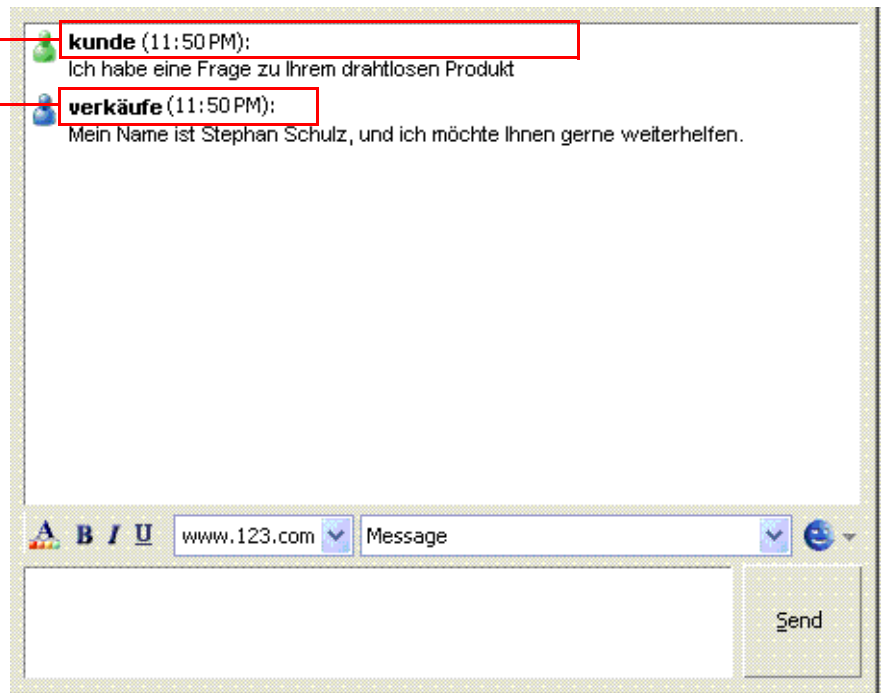 kunde (11:50 PM):
Ich habe eine Frage zu Ihrem drahtlosen Produkt
verkäufe (11:50 PM):
Mein Name ist Stephan Schulz, und ich möchte Ihnen gerne weiterhelfen.
A B I U www.123.com Message
Send